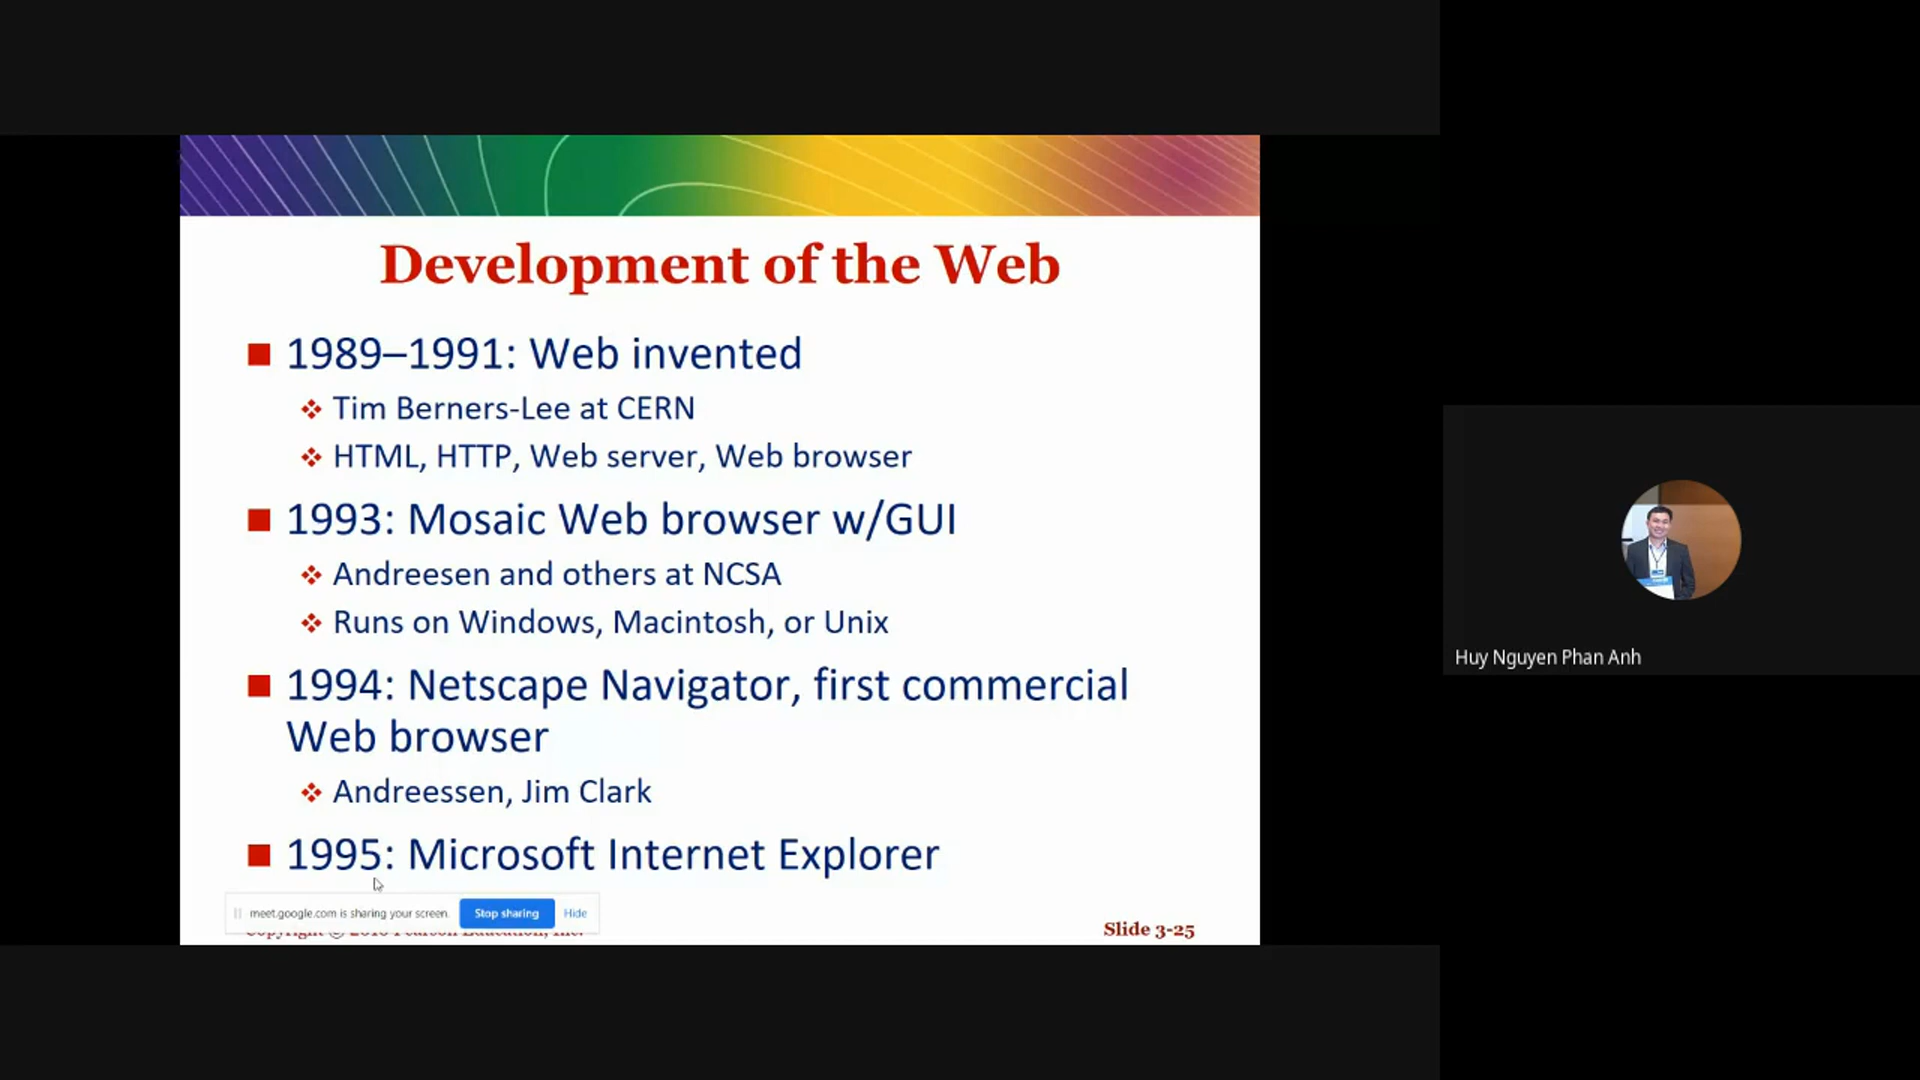 Development of the Web
1989–1991: Web invented
Tim Berners-Lee at CERN
HTML, HTTP, Web server, Web browser
1993: Mosaic Web browser w/GUI
Andreesen and others at NCSA
Runs on Windows, Macintosh, or Unix
1994: Netscape Navigator, first commercial
Web browser
Andreessen, Jim Clark
1995: Microsoft Internet Explorer
meet.google.com is sharing your screen.
Stop sharing
Hide
Slide 3-25
Huy Nguyen Phan Anh